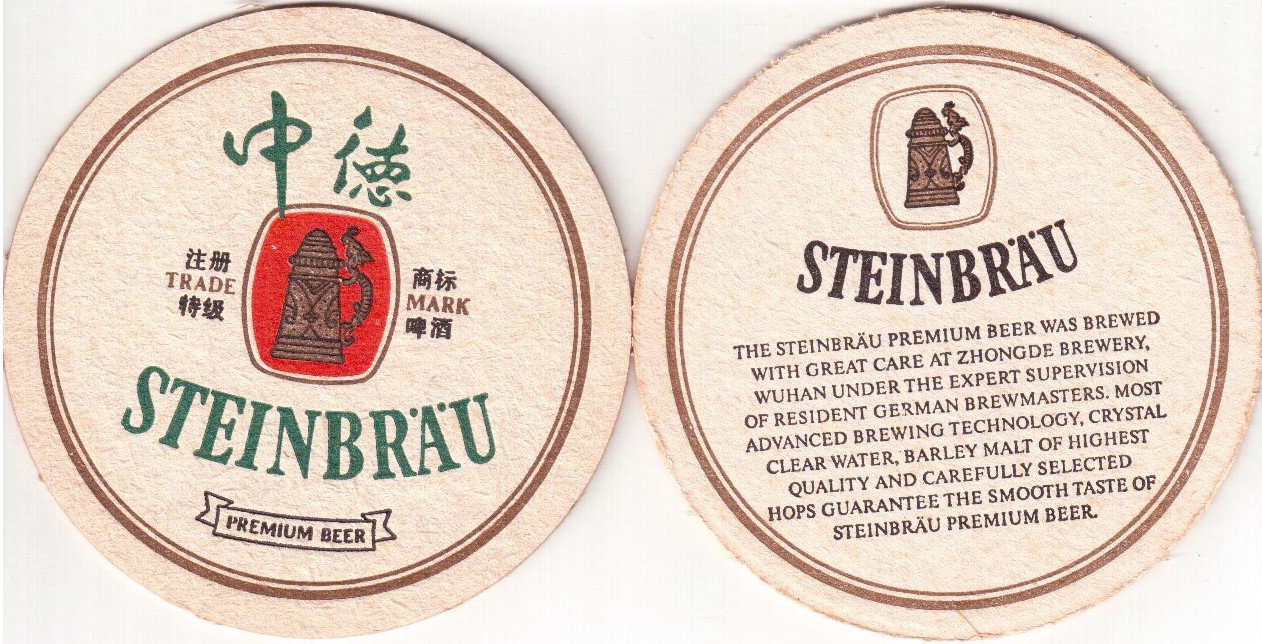 中德
注册 商标
TRADE MARK
特级 啤酒
STEINBRÄU
PREMIUM BEER
STEINBRÄU
THE STEINBRÄU PREMIUM BEER WAS BREWED
WITH GREAT CARE AT ZHONGDE BREWERY,
WUHAN UNDER THE EXPERT SUPERVISION
OF RESIDENT GERMAN BREWMASTERS. MOST
ADVANCED BREWING TECHNOLOGY, CRYSTAL
CLEAR WATER, BARLEY MALT OF HIGHEST
QUALITY AND CAREFULLY SELECTED
HOPS GUARANTEE THE SMOOTH TASTE OF
STEINBRÄU PREMIUM BEER.